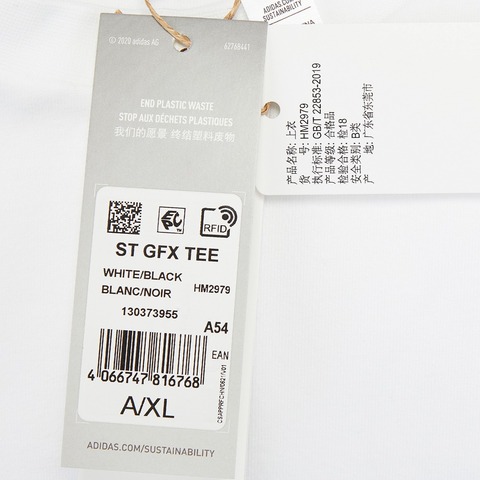 © 2020 adidas AG
62760441
END PLASTIC WASTE
STOP AUX DÉCHETS PLASTIQUES
我们的愿景 终结塑料废物
RFID
ST GFX TEE
WHITE/BLACK
BLANC/NOIR
HM2979
130373955
A54
EAN
4 066747 816768
A/XL
ADIDAS.COM/SUSTAINABILITY
ADIDAS.COM/
SUSTAINABILITY
产品名称: 上衣
货 号: HM2979
执行标准: GB/T 22853-2019
产品等级: 合格品
检验合格: 检18
安全类别: B类
产 地: 广东省东莞市